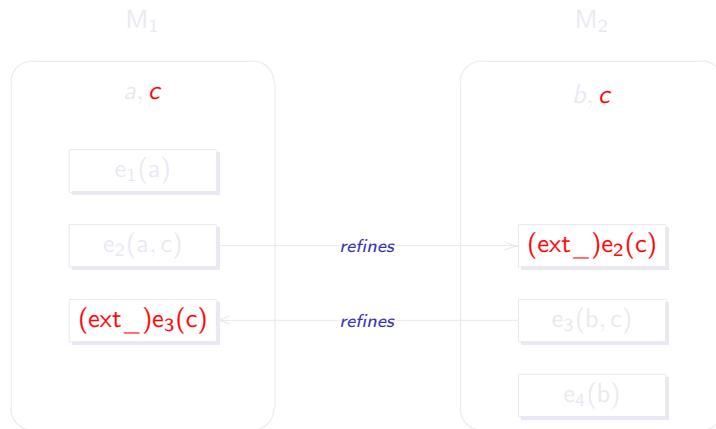 M₁ M₂
a, c b, c
e₁(a)
e₂(a, c) refines (ext_)e₂(c)
(ext_)e₃(c) refines e₃(b, c)
e₄(b)